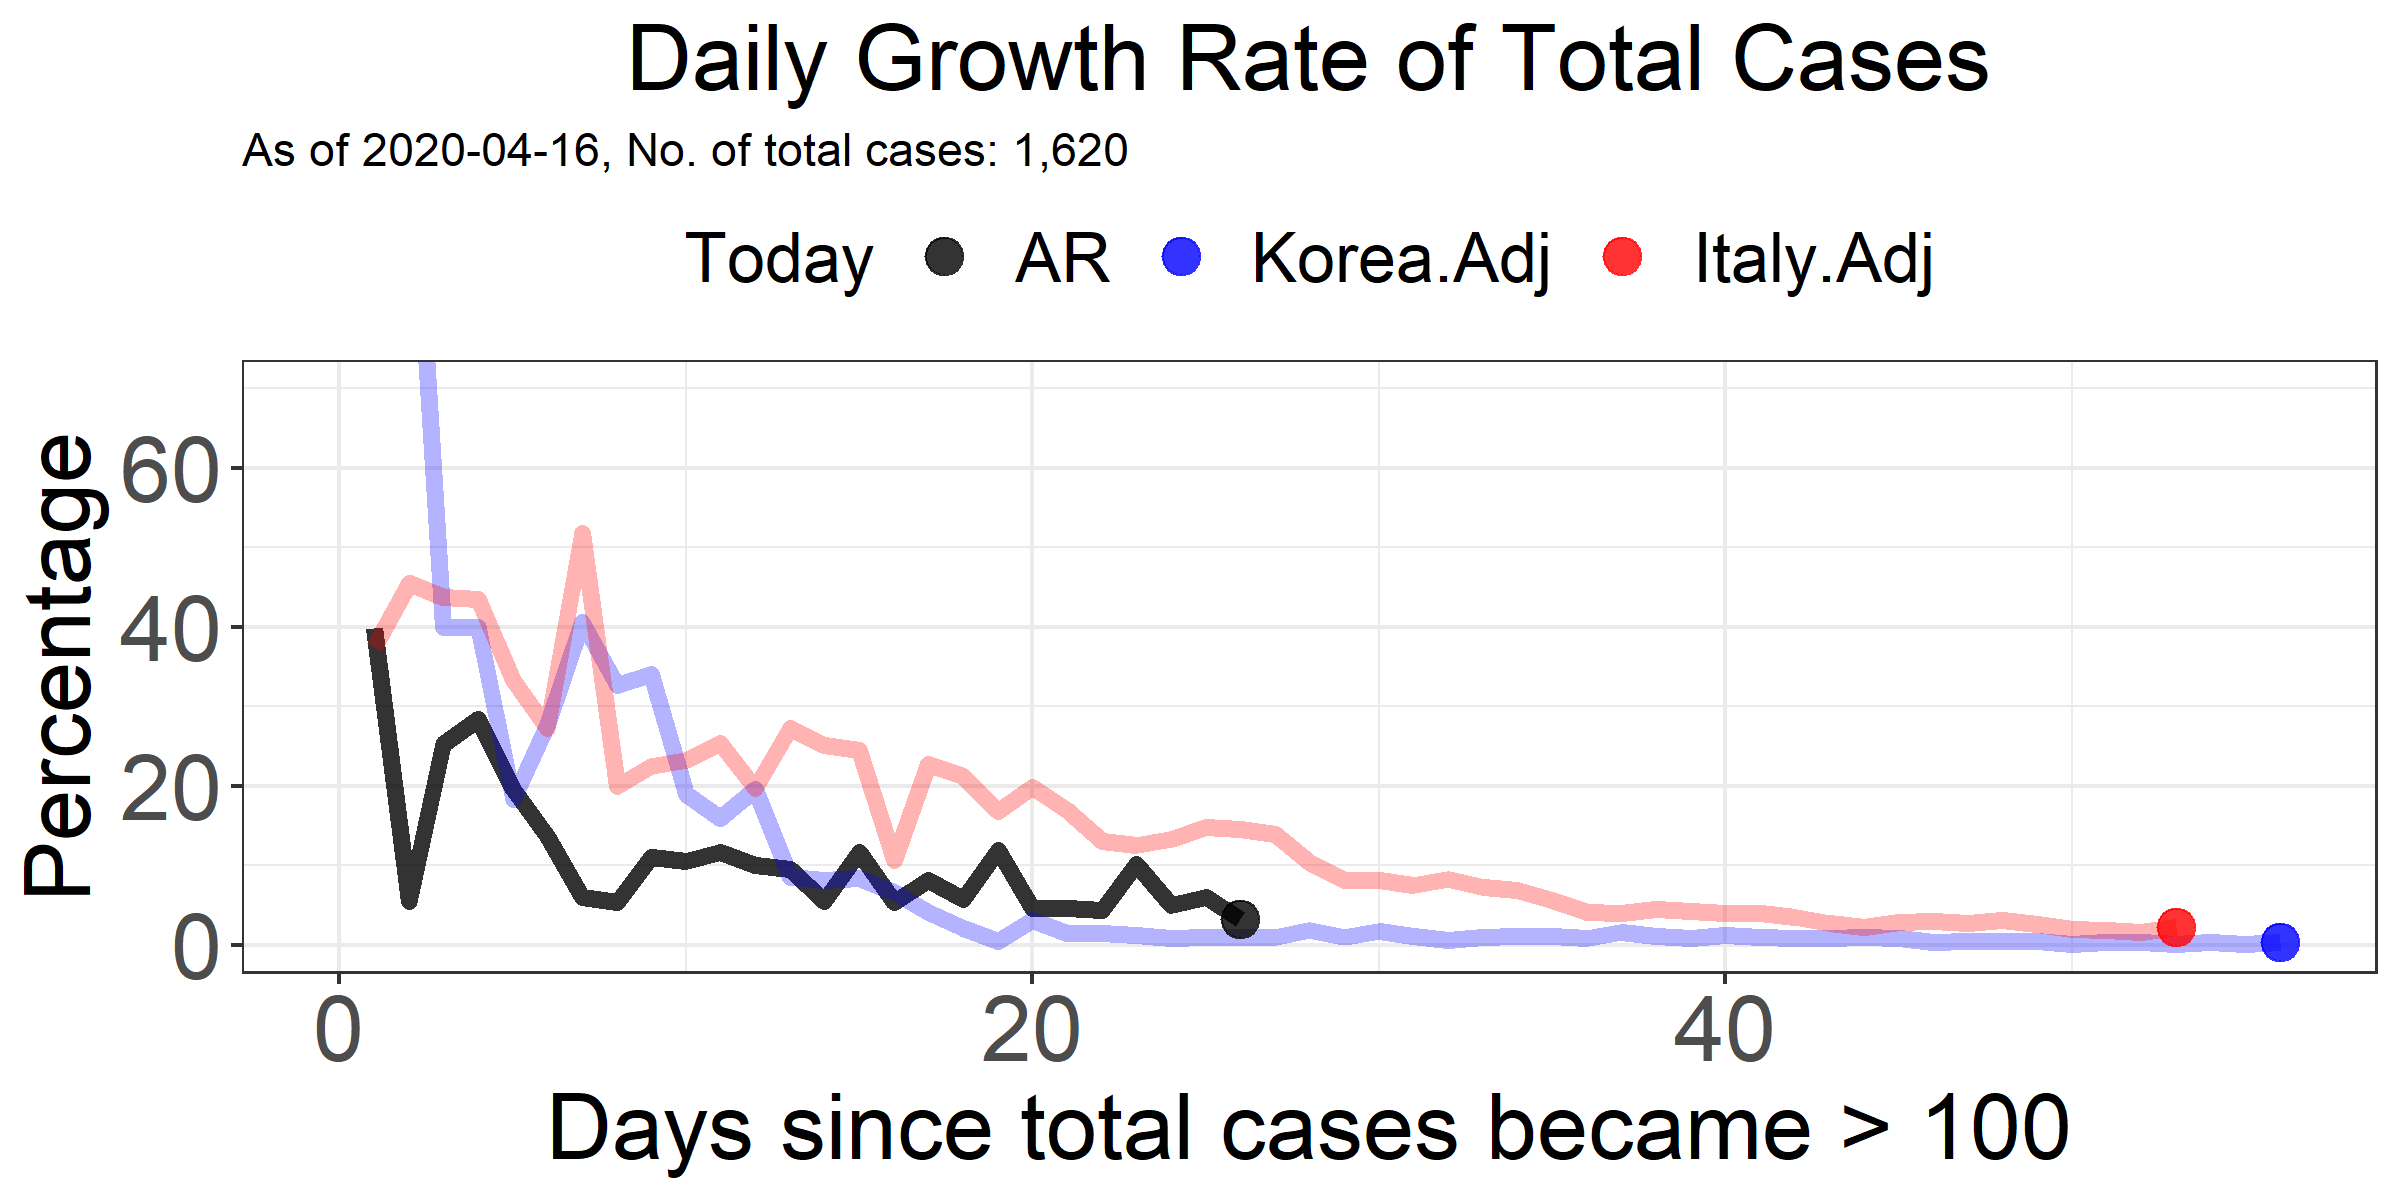 Daily Growth Rate of Total Cases
As of 2020-04-16, No. of total cases: 1,620
Today AR Korea.Adj Italy.Adj
Percentage
60
40
20
0
0 20 40
Days since total cases became > 100